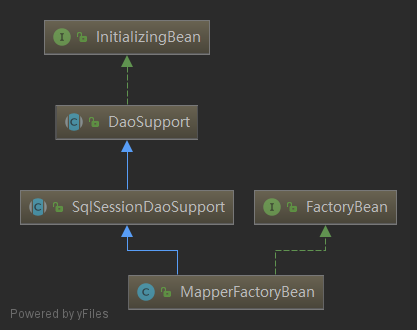 I InitializingBean
C DaoSupport
C SqlSessionDaoSupport
I FactoryBean
C MapperFactoryBean
Powered by yFiles